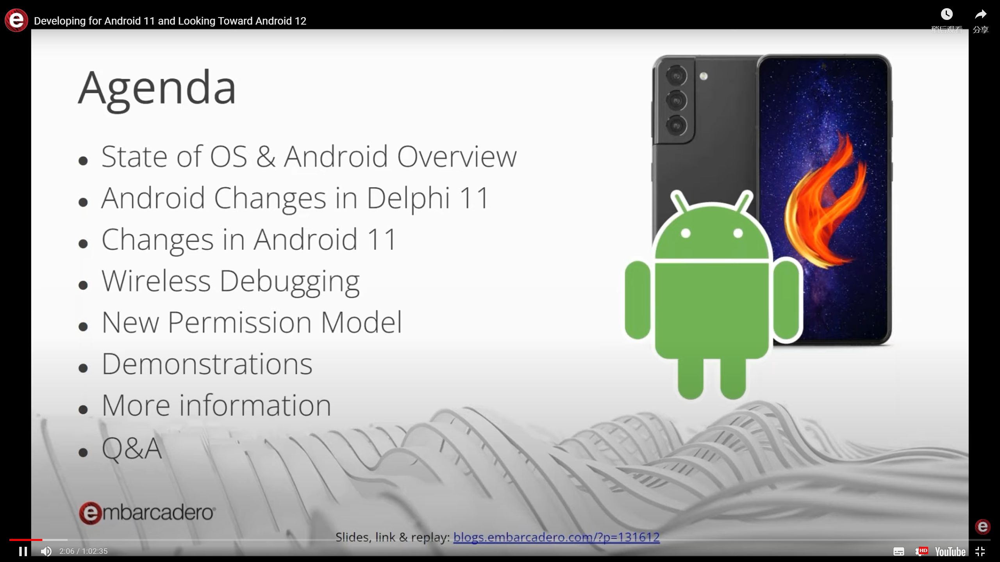 Developing for Android 11 and Looking Toward Android 12
稍后观看
分享
Agenda
• State of OS & Android Overview
• Android Changes in Delphi 11
• Changes in Android 11
• Wireless Debugging
• New Permission Model
• Demonstrations
• More information
• Q&A
embarcadero®
Slides, link & replay: blogs.embarcadero.com/?p=131612
2:06 / 1:02:35
HD
YouTube